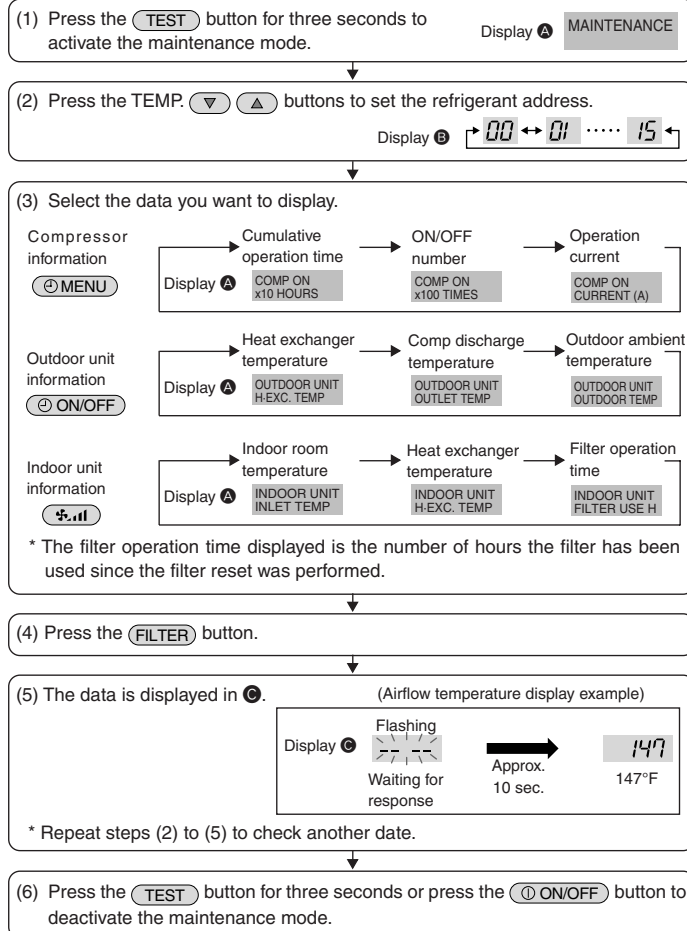 (1) Press the TEST button for three seconds to
activate the maintenance mode.
Display A MAINTENANCE
(2) Press the TEMP. ▼ ▲ buttons to set the refrigerant address.
Display B 00 ↔ 01 ····· 15
(3) Select the data you want to display.
Compressor
information
MENU
Cumulative
operation time
ON/OFF
number
Operation
current
Display A
COMP ON
x10 HOURS
COMP ON
x100 TIMES
COMP ON
CURRENT (A)
Outdoor unit
information
ON/OFF
Heat exchanger
temperature
Comp discharge
temperature
Outdoor ambient
temperature
Display A
OUTDOOR UNIT
H·EXC. TEMP
OUTDOOR UNIT
OUTLET TEMP
OUTDOOR UNIT
OUTDOOR TEMP
Indoor unit
information
Indoor room
temperature
Heat exchanger
temperature
Filter operation
time
Display A
INDOOR UNIT
INLET TEMP
INDOOR UNIT
H·EXC. TEMP
INDOOR UNIT
FILTER USE H
* The filter operation time displayed is the number of hours the filter has been
used since the filter reset was performed.
(4) Press the FILTER button.
(5) The data is displayed in C.
(Airflow temperature display example)
Display C
Flashing
-- --
Waiting for
response
Approx.
10 sec.
147
147°F
* Repeat steps (2) to (5) to check another date.
(6) Press the TEST button for three seconds or press the ON/OFF button to
deactivate the maintenance mode.